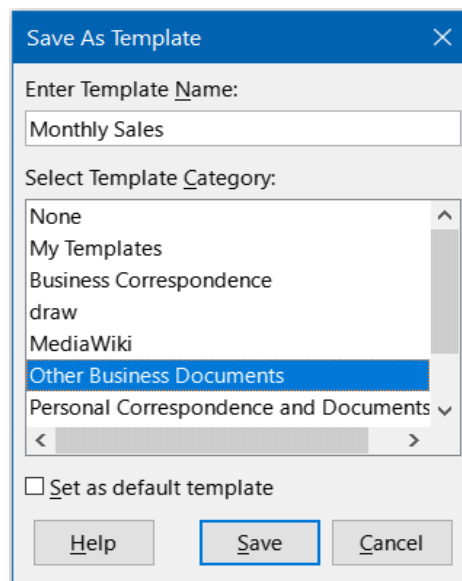 Save As Template
Enter Template Name:
Monthly Sales
Select Template Category:
None
My Templates
Business Correspondence
draw
MediaWiki
Other Business Documents
Personal Correspondence and Documents
Set as default template
Help Save Cancel